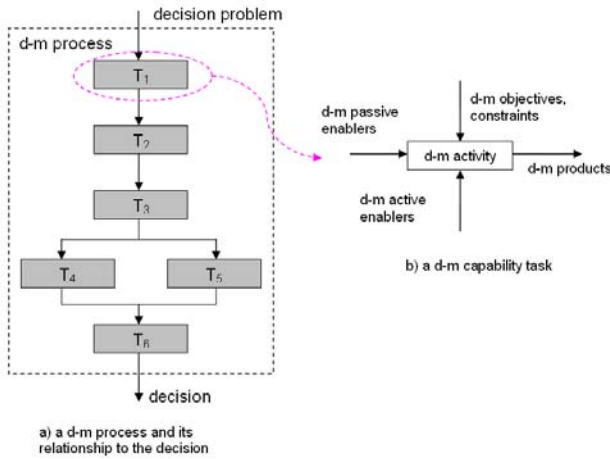 decision problem
d-m process
T1
T2
T3
T4
T5
T6
decision
a) a d-m process and its
relationship to the decision
d-m objectives,
constraints
d-m passive
enablers
d-m activity
d-m products
d-m active
enablers
b) a d-m capability task